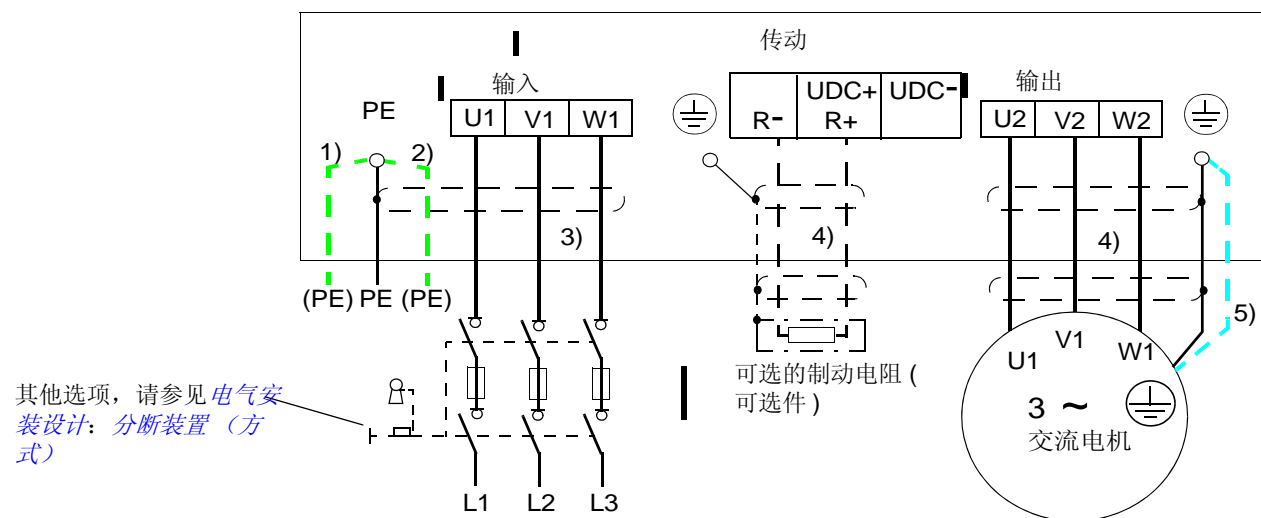 传动
输入
输出
PE
U1 V1 W1
R-
UDC+
R+
UDC-
U2 V2 W2
1)
2)
3)
4)
4)
5)
(PE) PE (PE)
U1
V1
W1
3 ~
交流电机
可选的制动电阻 (
可选件 )
其他选项，请参见电气安
装设计：分断装置 （方
式）
L1 L2 L3